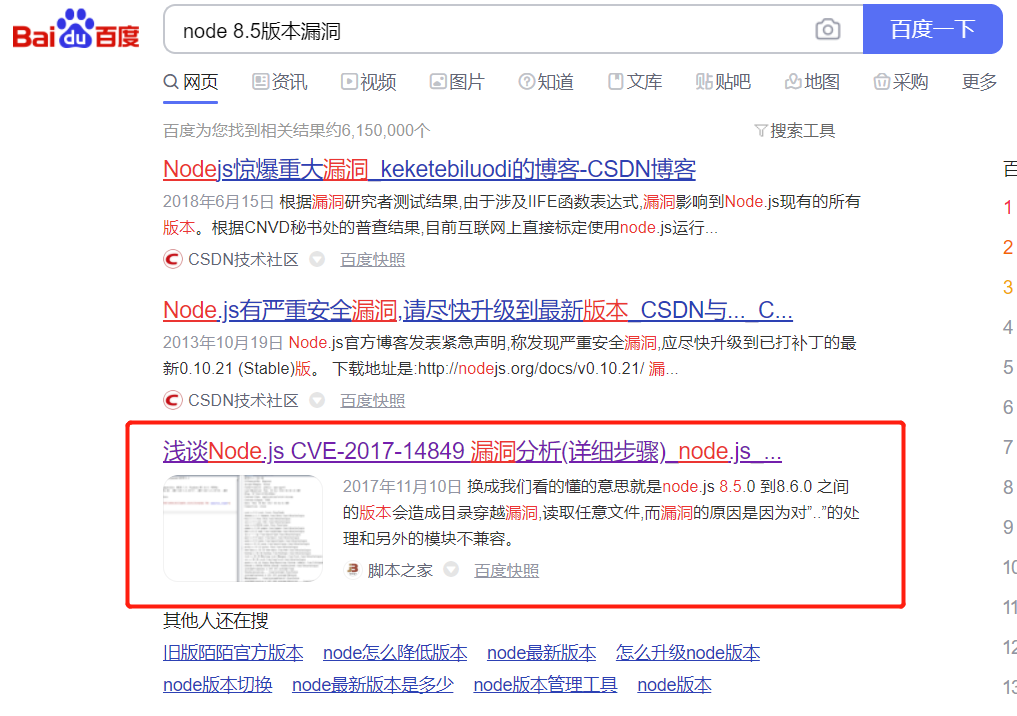 Bai du 百度
node 8.5版本漏洞
百度一下
网页 资讯 视频 图片 知道 文库 贴吧 地图 采购 更多
百度为您找到相关结果约6,150,000个
搜索工具
Nodejs惊爆重大漏洞_keketebiluodi的博客-CSDN博客
2018年6月15日 根据漏洞研究者测试结果,由于涉及IIFE函数表达式,漏洞影响到Node.js现有的所有
版本。根据CNVD秘书处的普查结果,目前互联网上直接标定使用node.js运行...
CSDN技术社区 百度快照
Node.js有严重安全漏洞,请尽快升级到最新版本_CSDN与..._C...
2013年10月19日 Node.js官方博客发表紧急声明,称发现严重安全漏洞,应尽快升级到已打补丁的最
新0.10.21 (Stable)版。 下载地址是:http://nodejs.org/docs/v0.10.21/ 漏...
CSDN技术社区 百度快照
浅谈Node.js CVE-2017-14849 漏洞分析(详细步骤)_node.js_...
2017年11月10日 换成我们看的懂的意思就是node.js 8.5.0 到8.6.0 之间
的版本会造成目录穿越漏洞,读取任意文件,而漏洞的原因是因为对”..”的处
理和另外的模块不兼容。
脚本之家 百度快照
其他人还在搜
旧版陌陌官方版本 node怎么降低版本 node最新版本 怎么升级node版本
node版本切换 node最新版本是多少 node版本管理工具 node版本
1
2
3
4
5
6
7
8
9
10
11
12
13